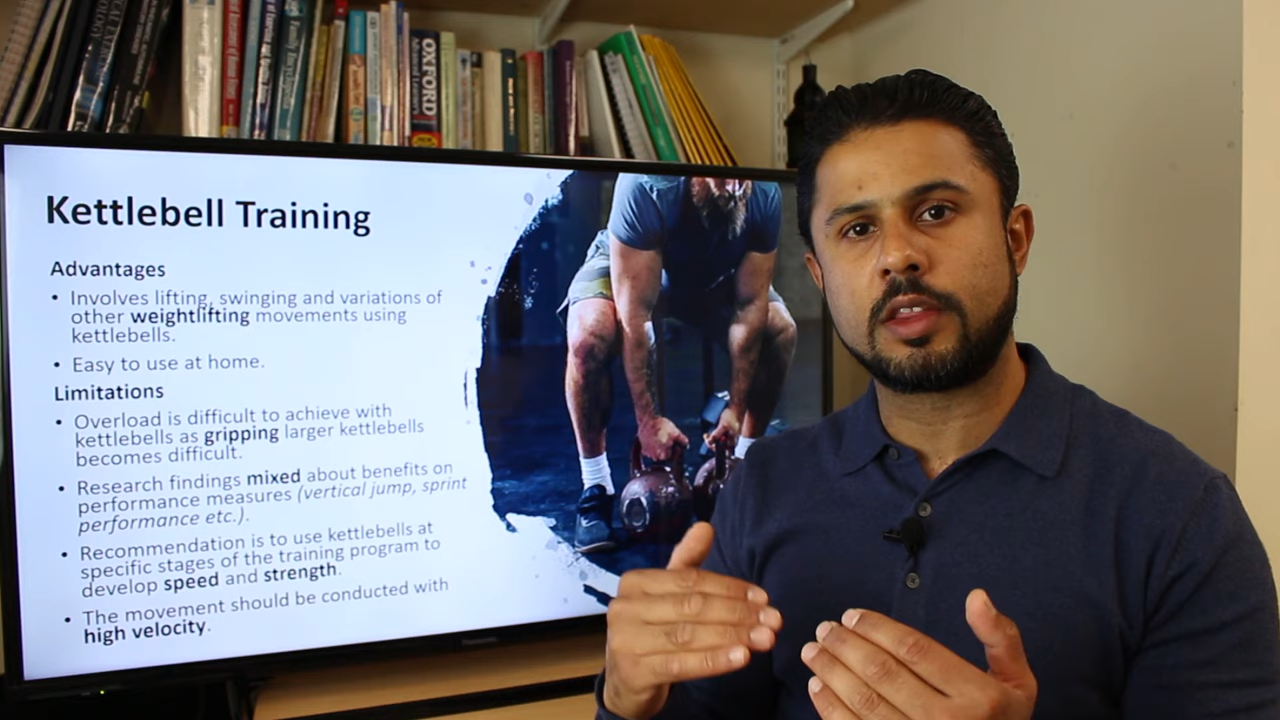 OXFORD
Kettlebell Training
Advantages
• Involves lifting, swinging and variations of
other weightlifting movements using
kettlebells.
• Easy to use at home.
Limitations
• Overload is difficult to achieve with
kettlebells as gripping larger kettlebells
becomes difficult.
• Research findings mixed about benefits on
performance measures (vertical jump, sprint
performance etc.).
• Recommendation is to use kettlebells at
specific stages of the training program to
develop speed and strength.
• The movement should be conducted with
high velocity.
Panasonic